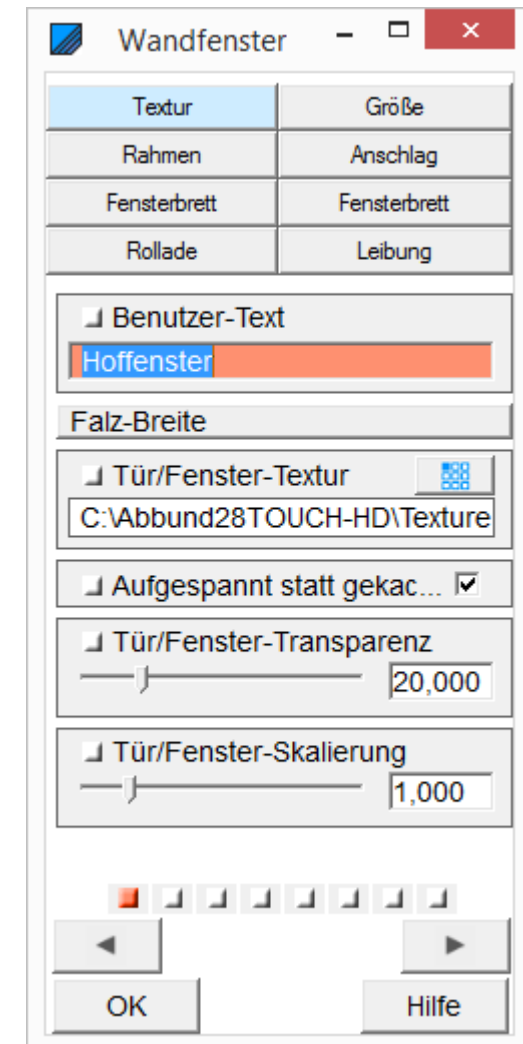 Wandfenster
Textur Größe
Rahmen Anschlag
Fensterbrett Fensterbrett
Rollade Leibung
Benutzer-Text
Hoffenster
Falz-Breite
Tür/Fenster-Textur
C:\Abbund28TOUCH-HD\Texture
Aufgespannt statt gekac...
Tür/Fenster-Transparenz
20,000
Tür/Fenster-Skalierung
1,000
OK Hilfe